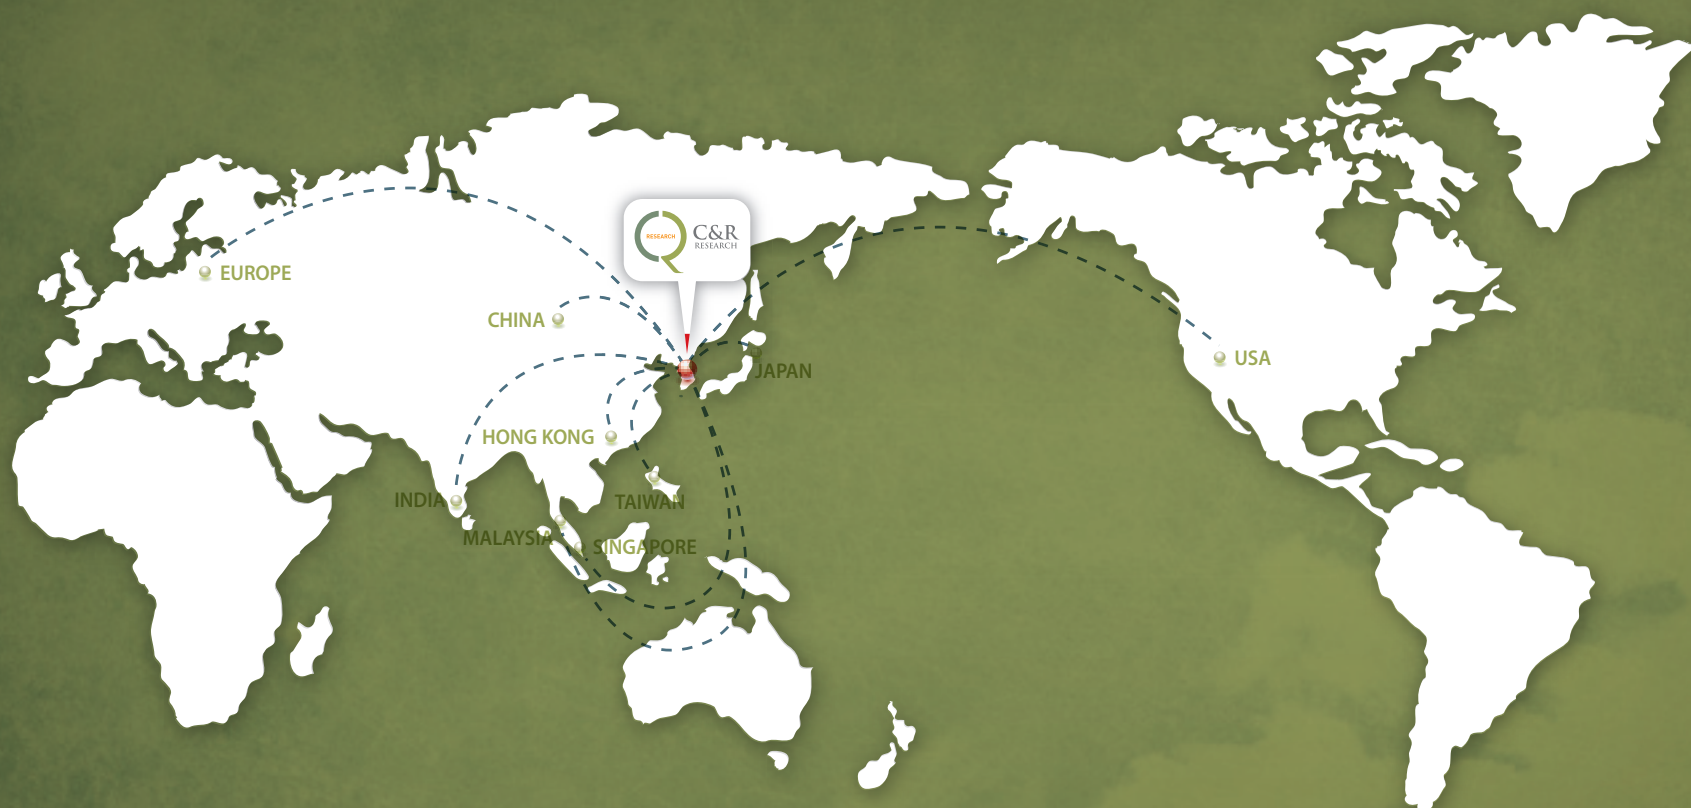 RESEARCH
C&R
RESEARCH
EUROPE
CHINA
USA
JAPAN
HONG KONG
INDIA
TAIWAN
MALAYSIA
SINGAPORE